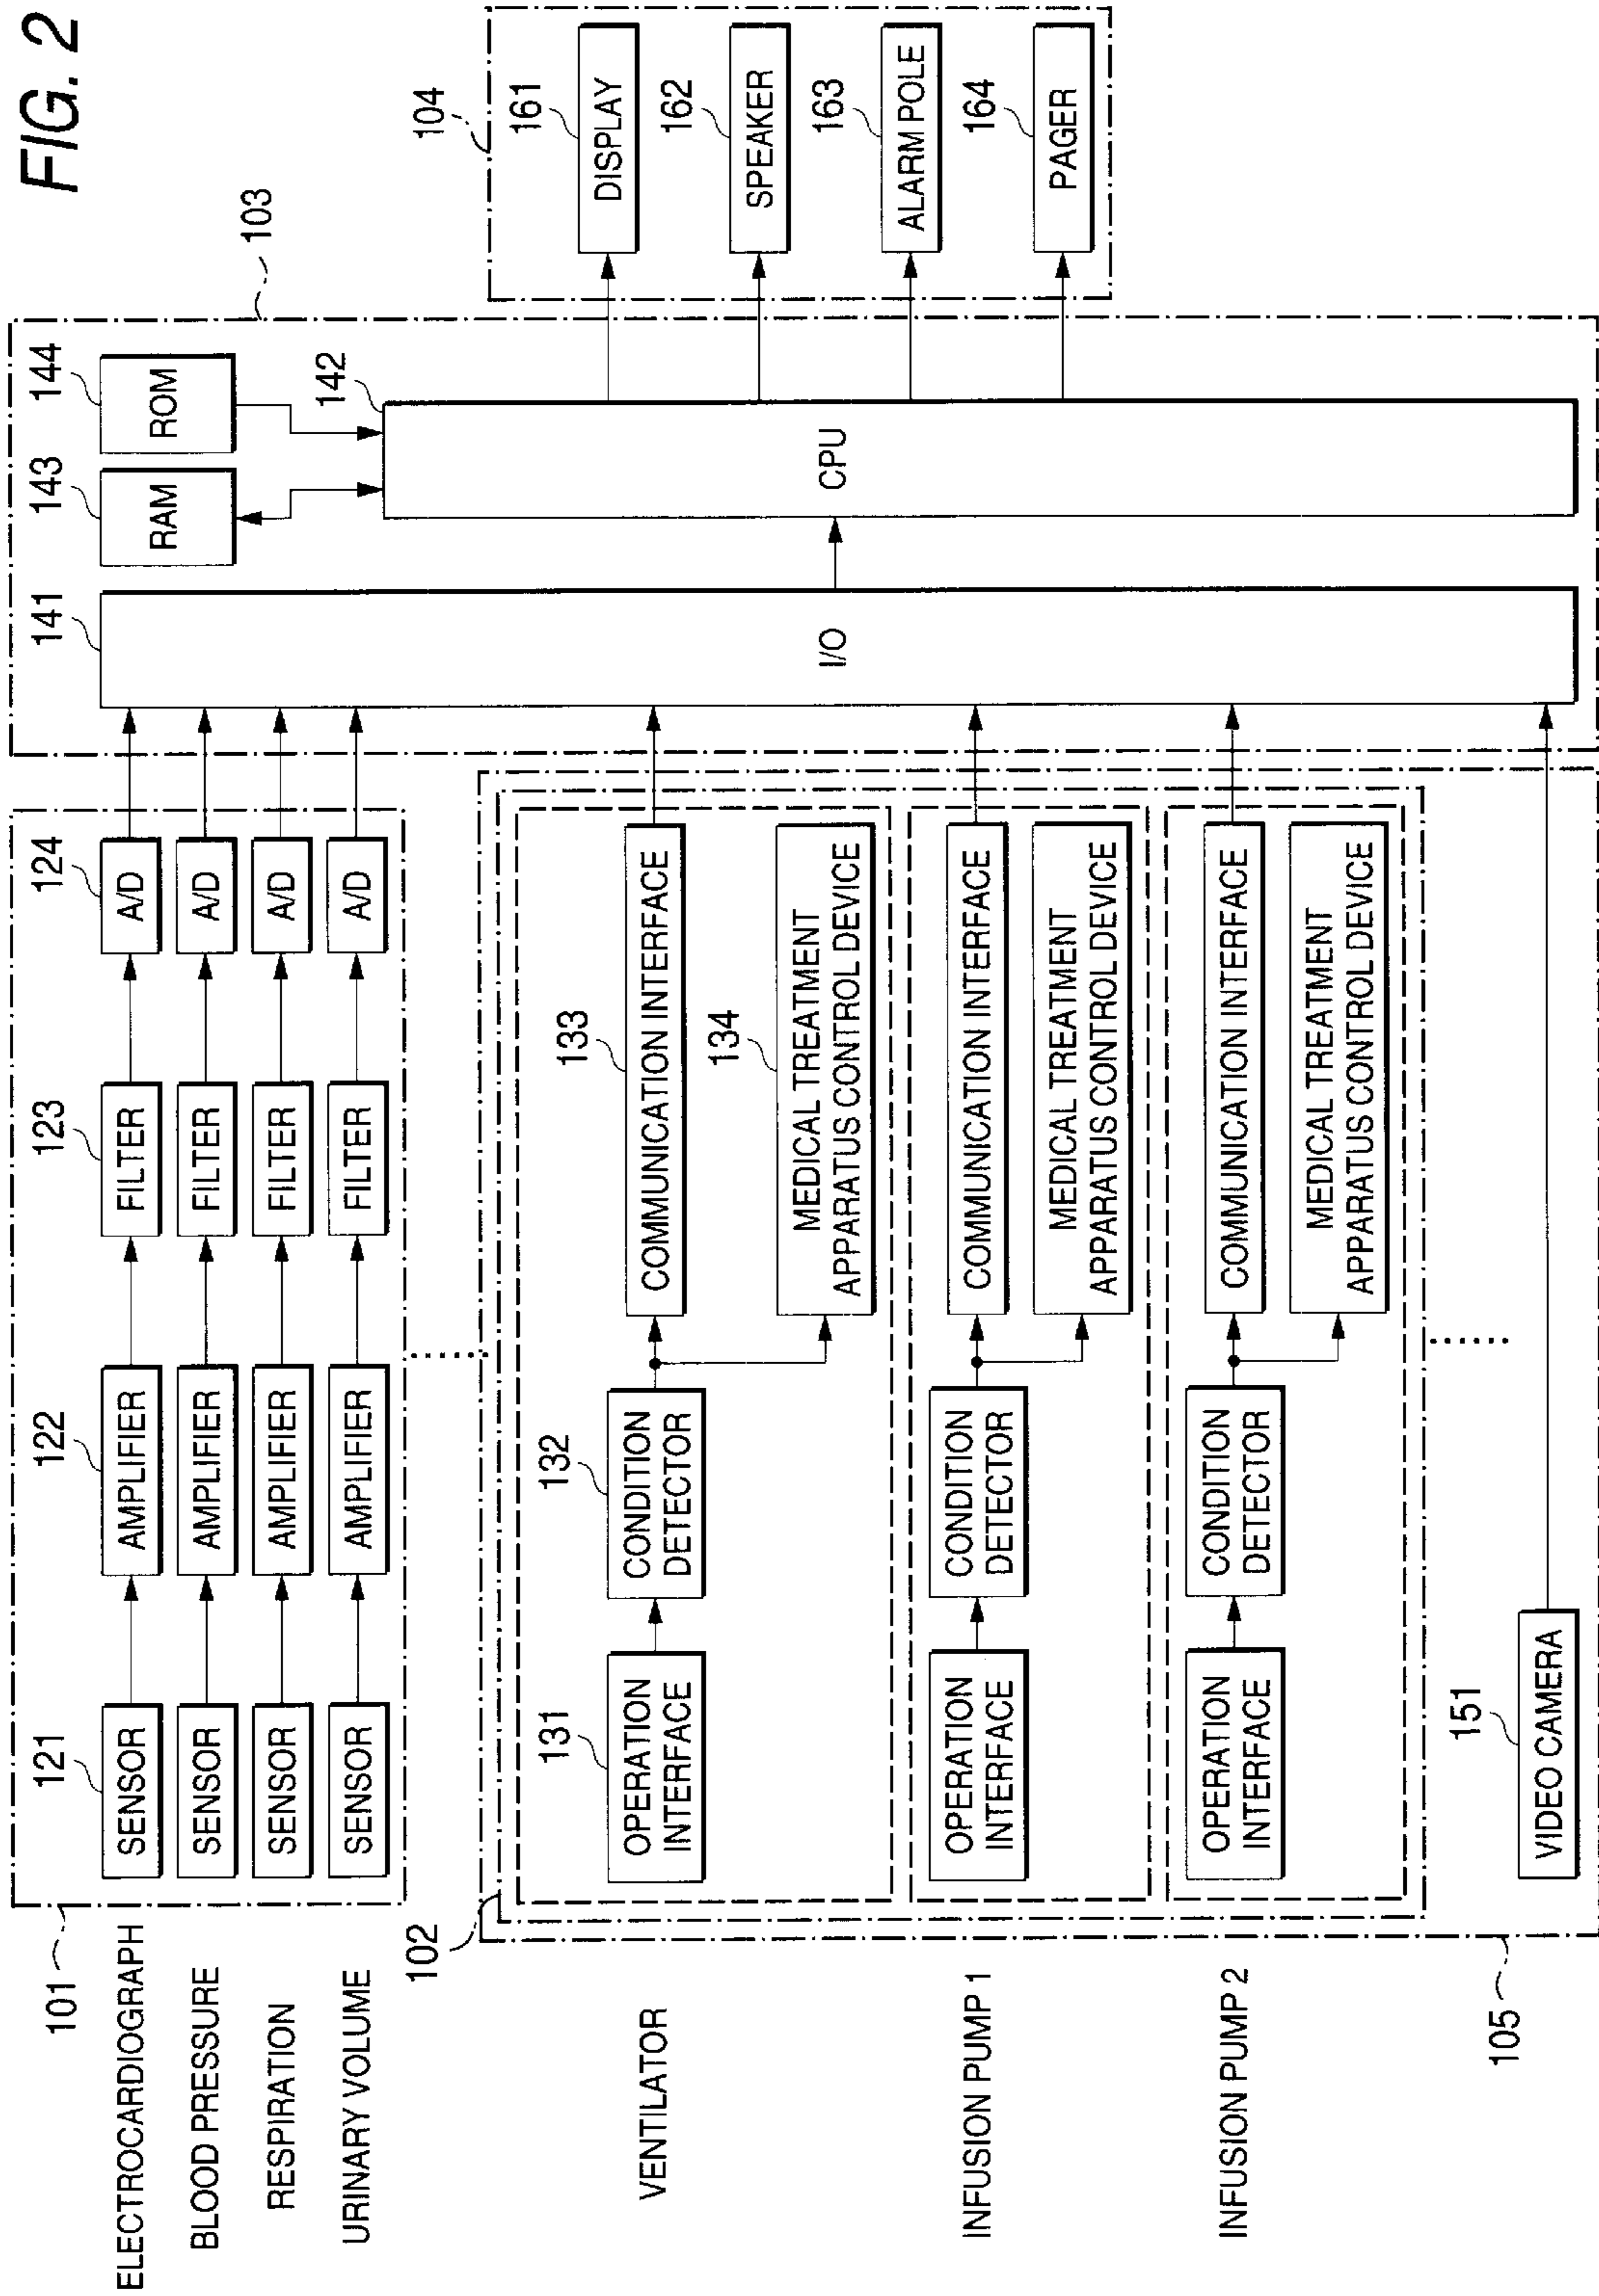 FIG. 2
101
121
122
123
124
ELECTROCARDIOGRAPH
SENSOR
AMPLIFIER
FILTER
A/D
BLOOD PRESSURE
SENSOR
AMPLIFIER
FILTER
A/D
RESPIRATION
SENSOR
AMPLIFIER
FILTER
A/D
URINARY VOLUME
SENSOR
AMPLIFIER
FILTER
A/D
103
141
I/O
143
RAM
144
ROM
142
CPU
104
161
DISPLAY
162
SPEAKER
163
ALARM POLE
164
PAGER
102
VENTILATOR
131
OPERATION
INTERFACE
132
CONDITION
DETECTOR
133
COMMUNICATION INTERFACE
134
MEDICAL TREATMENT
APPARATUS CONTROL DEVICE
INFUSION PUMP 1
OPERATION
INTERFACE
CONDITION
DETECTOR
COMMUNICATION INTERFACE
MEDICAL TREATMENT
APPARATUS CONTROL DEVICE
INFUSION PUMP 2
OPERATION
INTERFACE
CONDITION
DETECTOR
COMMUNICATION INTERFACE
MEDICAL TREATMENT
APPARATUS CONTROL DEVICE
105
151
VIDEO CAMERA